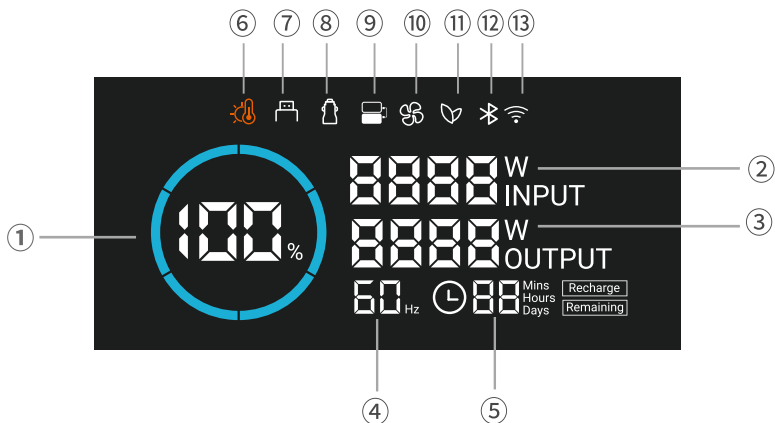 ⑥ ⑦ ⑧ ⑨ ⑩ ⑪ ⑫ ⑬
8888 W INPUT ②
① 100 %
8888 W OUTPUT ③
60 Hz 88 Mins Hours Days Recharge Remaining
④ ⑤